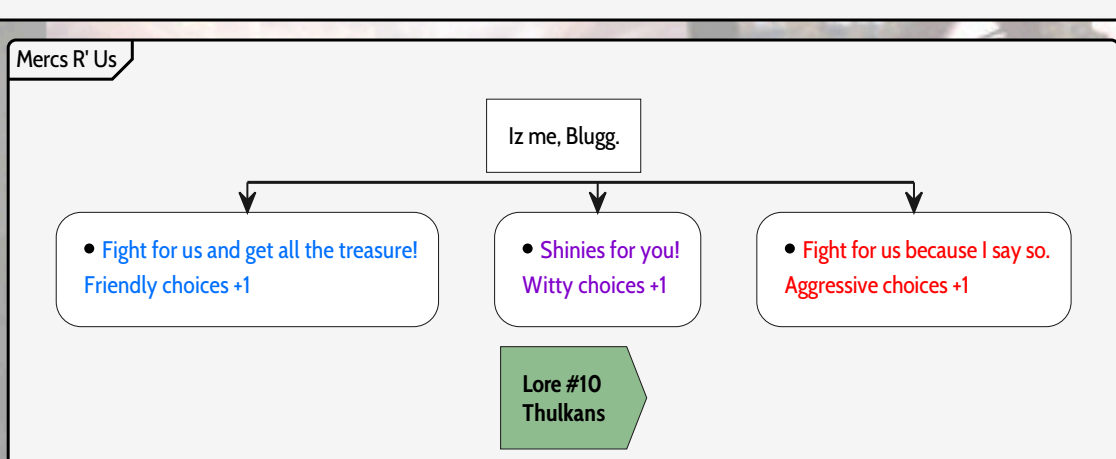 Mercs R' Us
Iz me, Blugg.
• Fight for us and get all the treasure!
Friendly choices +1
• Shinies for you!
Witty choices +1
• Fight for us because I say so.
Aggressive choices +1
Lore #10
Thulkans